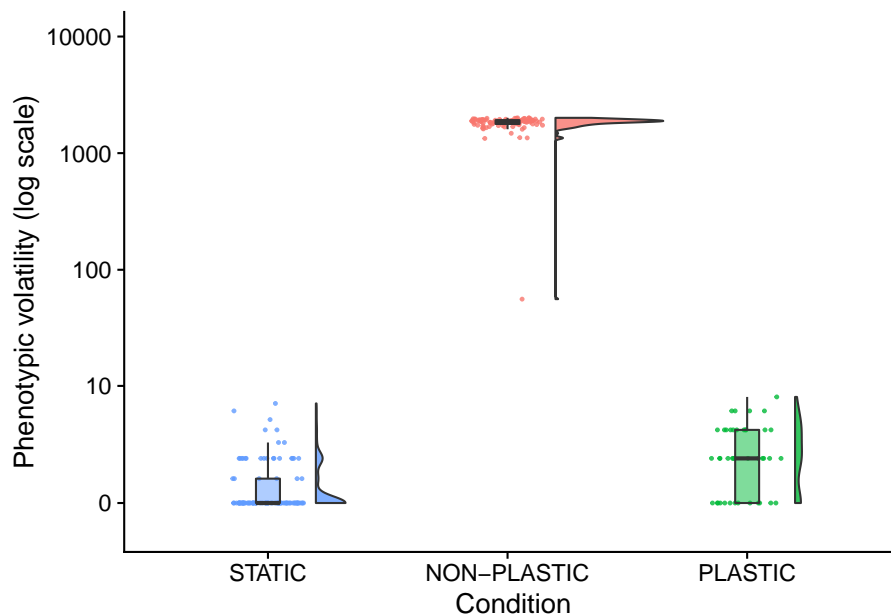 Phenotypic volatility (log scale)
10000
1000
100
10
0
STATIC
NON−PLASTIC
PLASTIC
Condition